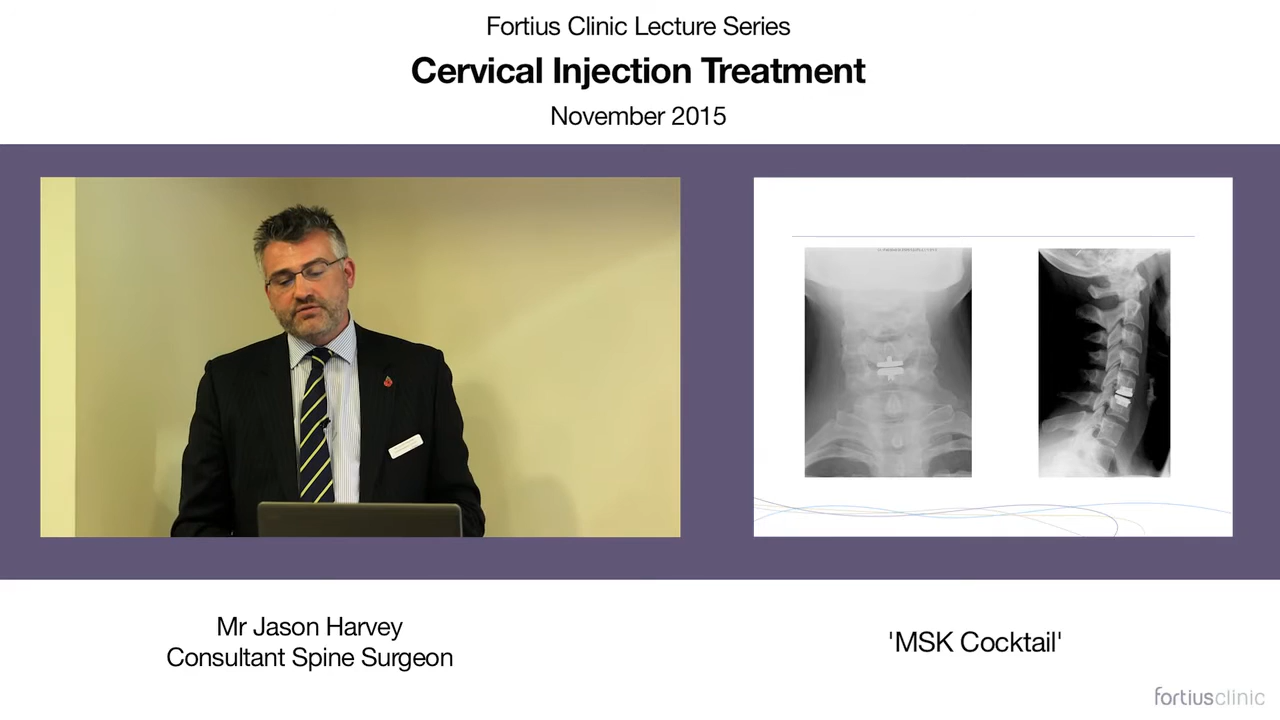 Fortius Clinic Lecture Series
Cervical Injection Treatment
November 2015
Mr Jason Harvey
Consultant Spine Surgeon
'MSK Cocktail'
fortiusclinic